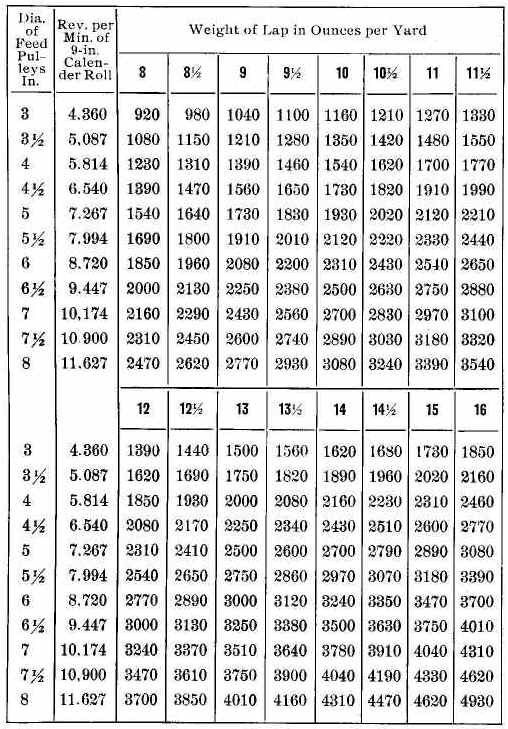 Dia. of Feed Pul- leys In. Rev. per Min. of 9-in. Calen- der Roll Weight of Lap in Ounces per Yard
8 8½ 9 9½ 10 10½ 11 11½
3 4.360 920 980 1040 1100 1160 1210 1270 1330
3½ 5,087 1080 1150 1210 1280 1350 1420 1480 1550
4 5.814 1230 1310 1390 1460 1540 1620 1700 1770
4½ 6.540 1390 1470 1560 1650 1730 1820 1910 1990
5 7.267 1540 1640 1730 1830 1930 2020 2120 2210
5½ 7.994 1690 1800 1910 2010 2120 2220 2330 2440
6 8.720 1850 1960 2080 2200 2310 2430 2540 2650
6½ 9.447 2000 2130 2250 2380 2500 2630 2750 2880
7 10,174 2160 2290 2430 2560 2700 2830 2970 3100
7½ 10.900 2310 2450 2600 2740 2890 3030 3180 3320
8 11.627 2470 2620 2770 2930 3080 3240 3390 3540
12 12½ 13 13½ 14 14½ 15 16
3 4.360 1390 1440 1500 1560 1620 1680 1730 1850
3½ 5.087 1620 1690 1750 1820 1890 1960 2020 2160
4 5.814 1850 1930 2000 2080 2160 2230 2310 2460
4½ 6.540 2080 2170 2250 2340 2430 2510 2600 2770
5 7.267 2310 2410 2500 2600 2700 2790 2890 3080
5½ 7.994 2540 2650 2750 2860 2970 3070 3180 3390
6 8.720 2770 2890 3000 3120 3240 3350 3470 3700
6½ 9.447 3000 3130 3250 3380 3500 3630 3750 4010
7 10.174 3240 3370 3510 3640 3780 3910 4040 4310
7½ 10,900 3470 3610 3750 3900 4040 4190 4330 4620
8 11.627 3700 3850 4010 4160 4310 4470 4620 4930